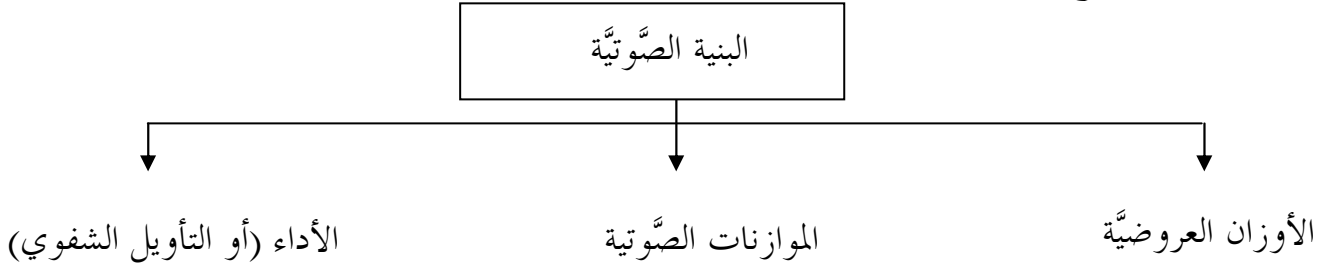 البنية الصَّوتيَّة
الأوزان العروضيَّة
الموازنات الصَّوتية
الأداء (أو التأويل الشفوي)